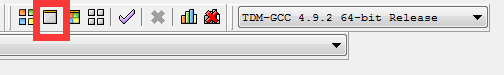 TDM-GCC 4.9.2 64-bit Release